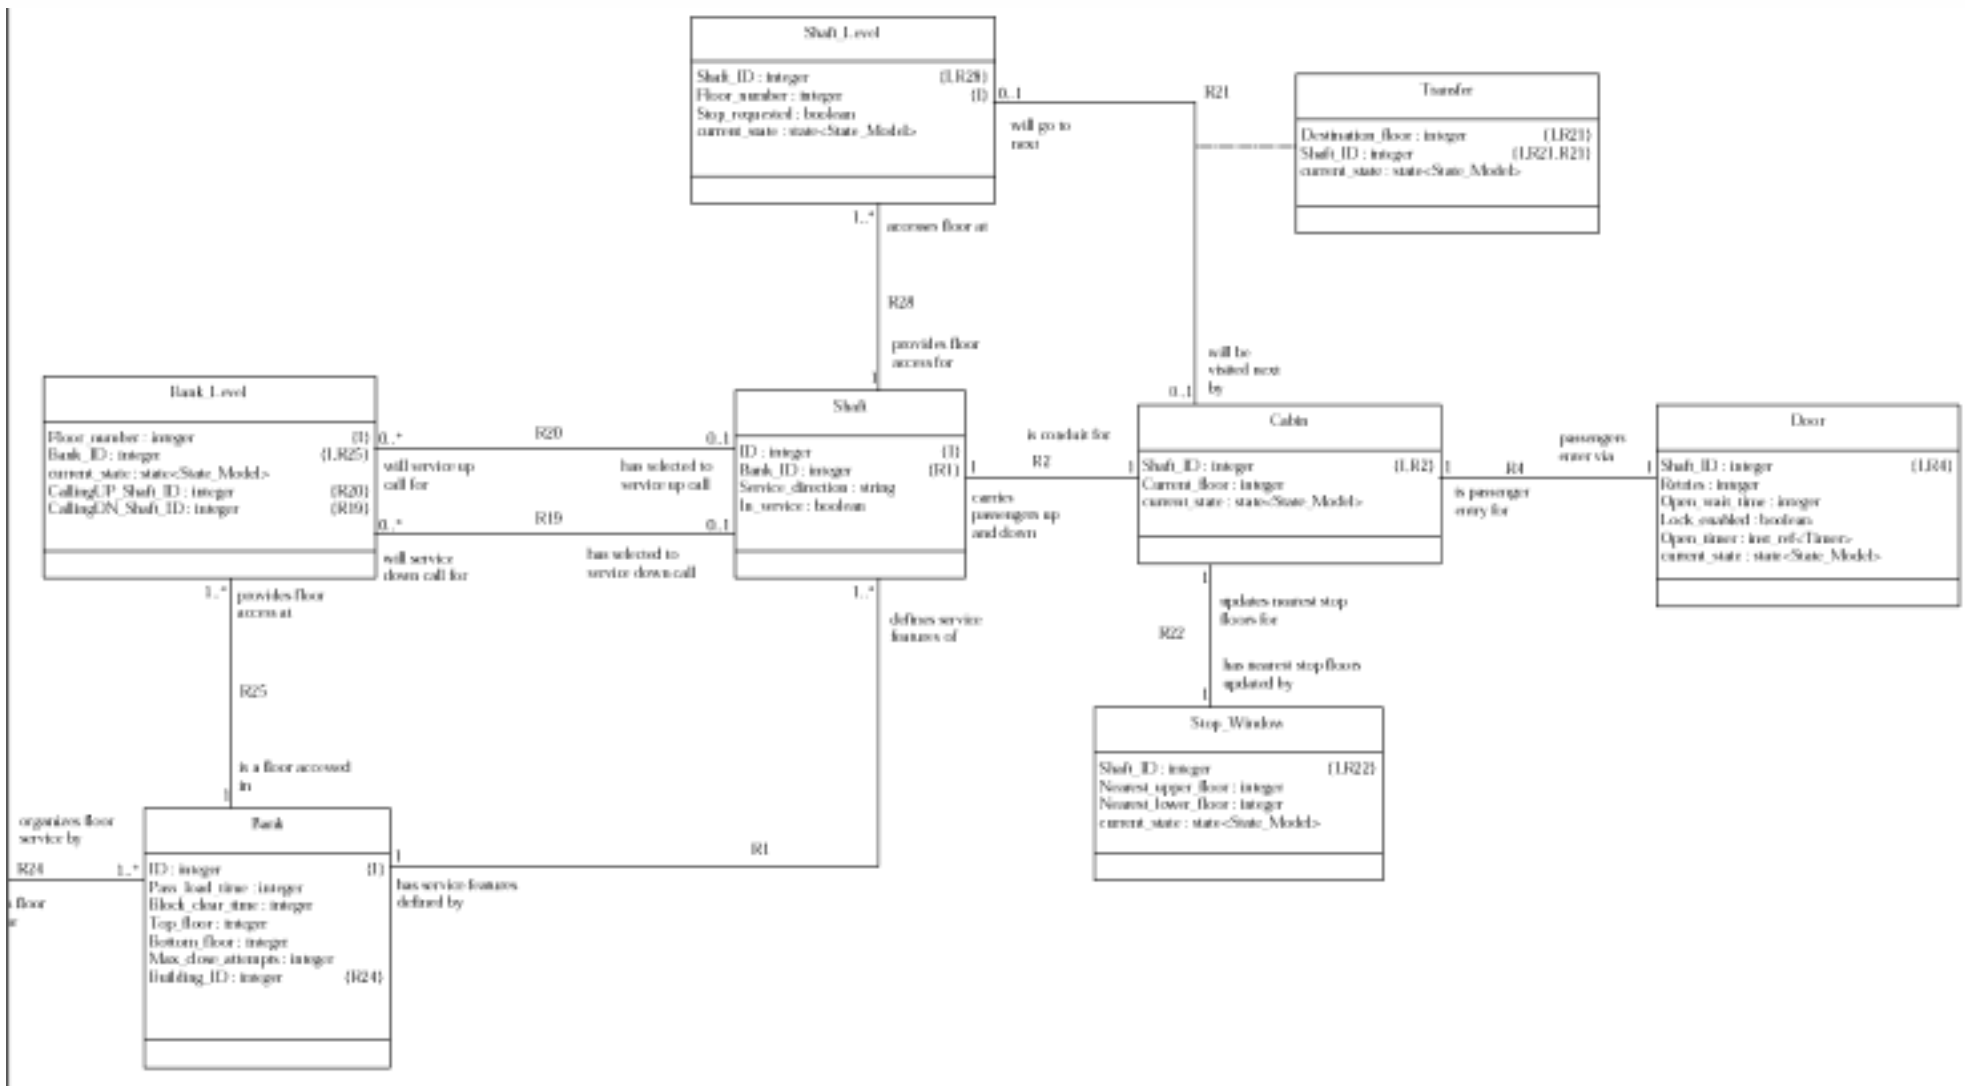 Shaft_Level
Shaft_ID : integer {I,R28}
Floor_number : integer {I}
Stop_requested : boolean
current_state : state<State_Model>
0..1
R21
will go to
next
Transfer
Destination_floor : integer {I,R21}
Shaft_ID : integer {I,R21,R21}
current_state : state<State_Model>
1..*
accesses floor at
R28
provides floor
access for
1
will be
visited next
by
0..1
Bank_Level
Floor_number : integer {I}
Bank_ID : integer {I,R25}
current_state : state<State_Model>
CallingUP_Shaft_ID : integer {R20}
CallingDN_Shaft_ID : integer {R19}
0..*
R20
0..1
will service up
call for
has selected to
service up call
0..*
R19
0..1
will service
down call for
has selected to
service down call
Shaft
ID : integer {I}
Bank_ID : integer {R1}
Service_direction : string
In_service : boolean
is conduit for
1
R2
1
carries
passengers up
and down
Cabin
Shaft_ID : integer {I,R2}
Current_floor : integer
current_state : state<State_Model>
passengers
enter via
1
R4
1
is passenger
entry for
Door
Shaft_ID : integer {I,R4}
Retries : integer
Open_wait_time : integer
Lock_enabled : boolean
Open_timer : inst_ref<Timer>
current_state : state<State_Model>
1..*
provides floor
access at
R25
is a floor accessed
in
1
1..*
defines service
features of
1
updates nearest stop
floors for
R22
has nearest stop floors
updated by
1
Stop_Window
Shaft_ID : integer {I,R22}
Nearest_upper_floor : integer
Nearest_lower_floor : integer
current_state : state<State_Model>
organizes floor
service by
R24
1..*
floor
Bank
ID : integer {I}
Pass_load_time : integer
Block_clear_time : integer
Top_floor : integer
Bottom_floor : integer
Max_close_attempts : integer
Building_ID : integer {R24}
1
R1
has service features
defined by